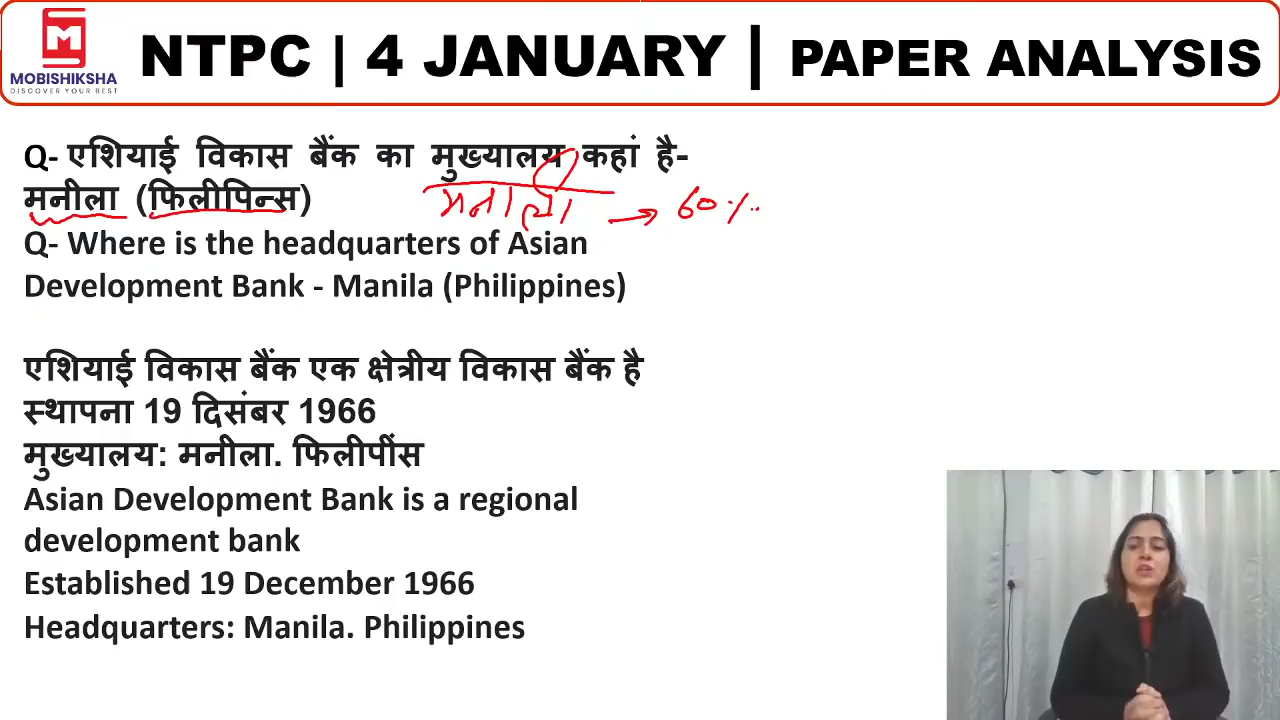 MOBISHIKSHA
DISCOVER YOUR BEST
NTPC | 4 JANUARY | PAPER ANALYSIS
Q- एशियाई विकास बैंक का मुख्यालय कहां है-
मनीला (फिलीपिन्स)
मनाली → 60%
Q- Where is the headquarters of Asian
Development Bank - Manila (Philippines)
एशियाई विकास बैंक एक क्षेत्रीय विकास बैंक है
स्थापना 19 दिसंबर 1966
मुख्यालय: मनीला. फिलीपींस
Asian Development Bank is a regional
development bank
Established 19 December 1966
Headquarters: Manila. Philippines